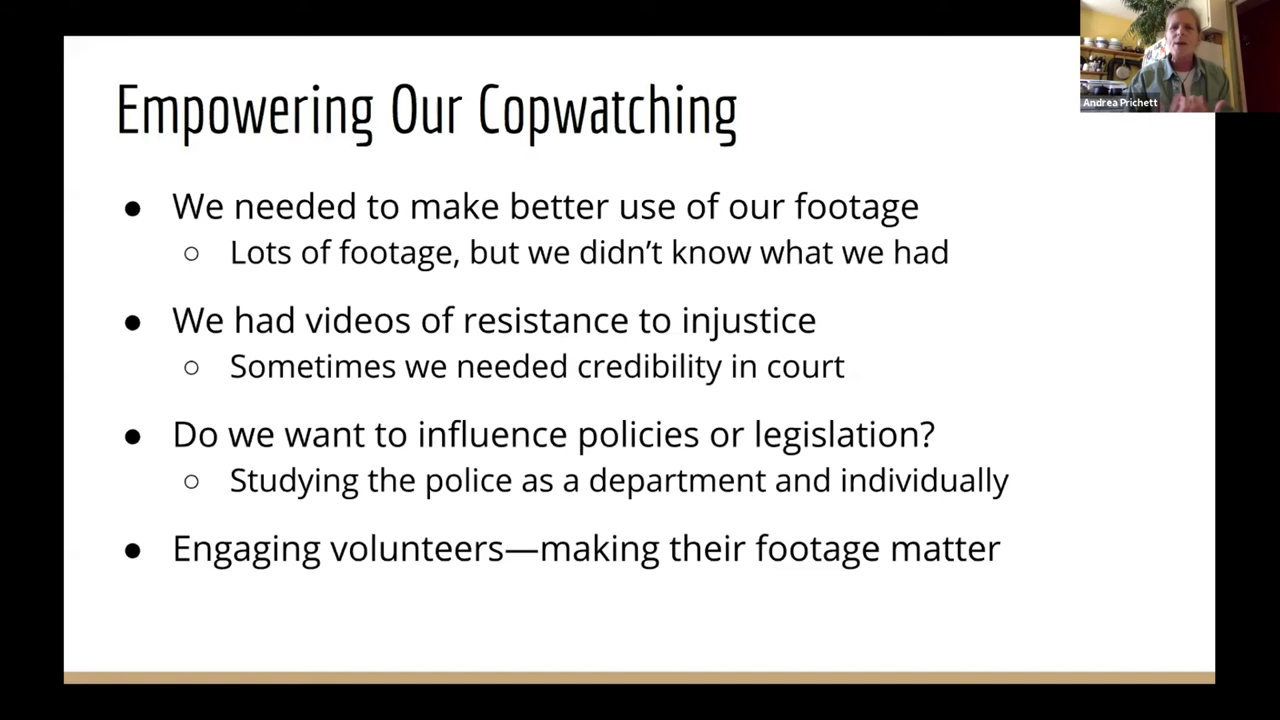 Andrea Prichett
Empowering Our Copwatching
● We needed to make better use of our footage
○ Lots of footage, but we didn’t know what we had
● We had videos of resistance to injustice
○ Sometimes we needed credibility in court
● Do we want to influence policies or legislation?
○ Studying the police as a department and individually
● Engaging volunteers—making their footage matter